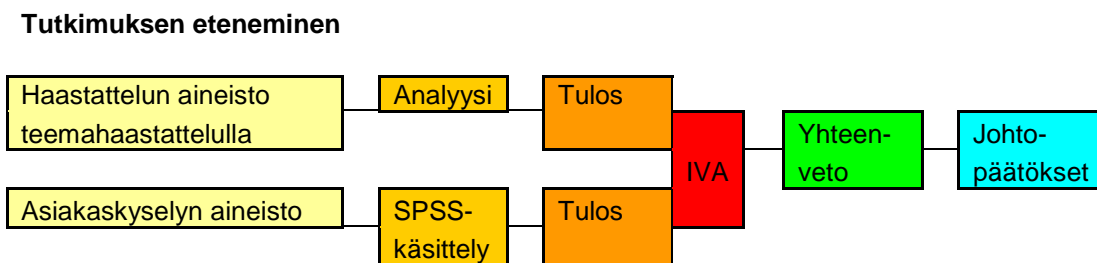 Tutkimuksen eteneminen
Haastattelun aineisto
teemahaastattelulla
Analyysi
Tulos
Asiakaskyselyn aineisto
SPSS-
käsittely
Tulos
IVA
Yhteen-
veto
Johto-
päätökset